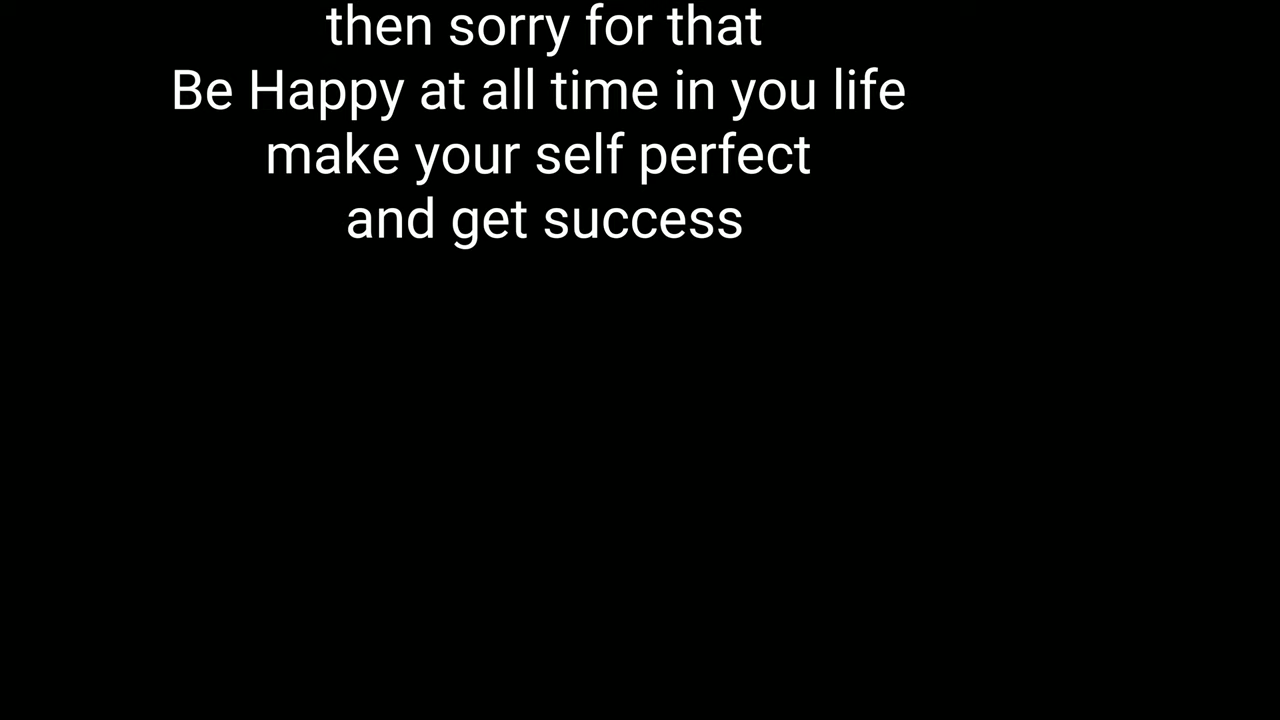 then sorry for that
Be Happy at all time in you life
make your self perfect
and get success